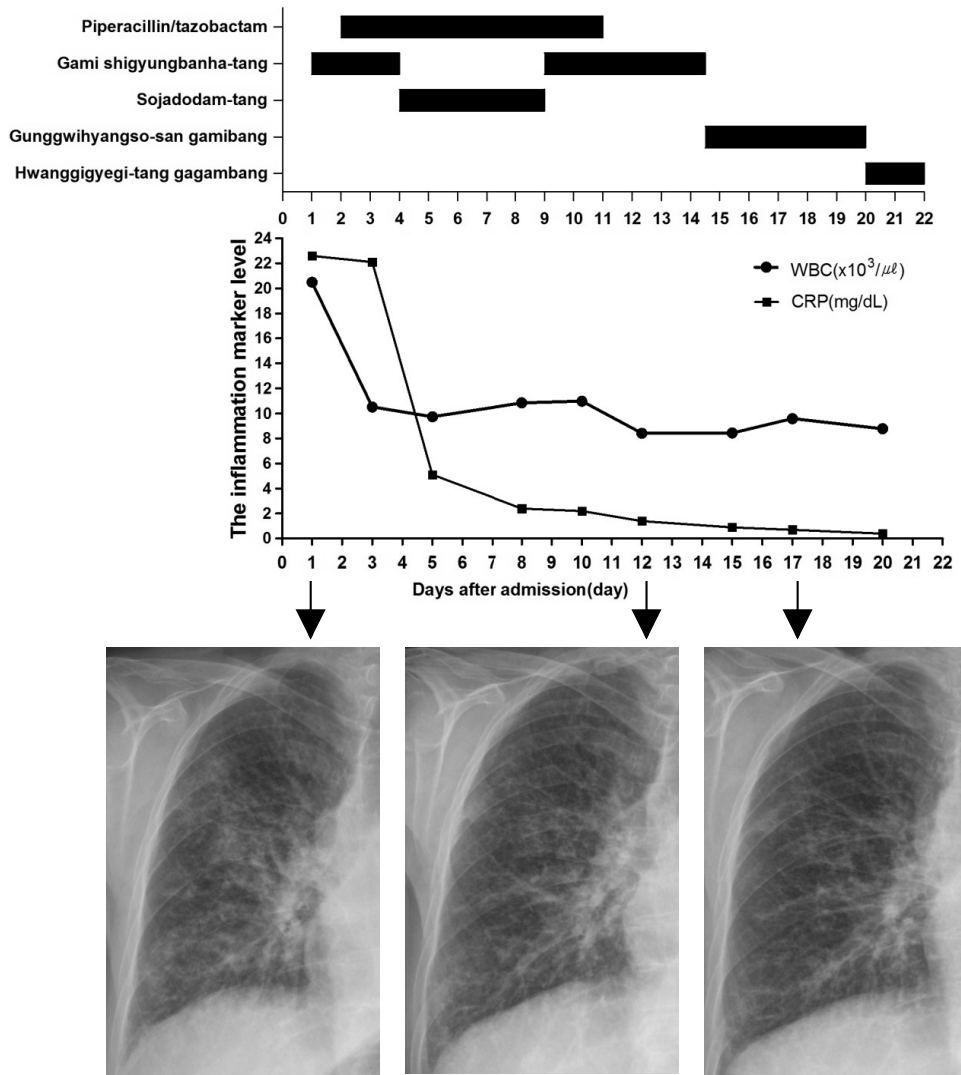 Piperacillin/tazobactam
Gami shigyungbanha-tang
Sojadodam-tang
Gunggwihyangso-san gamibang
Hwanggigyegi-tang gagambang
0 1 2 3 4 5 6 7 8 9 10 11 12 13 14 15 16 17 18 19 20 21 22
The inflammation marker level
24
22
20
18
16
14
12
10
8
6
4
2
0
WBC(x10³/㎕)
CRP(mg/dL)
0 1 2 3 4 5 6 7 8 9 10 11 12 13 14 15 16 17 18 19 20 21 22
Days after admission(day)